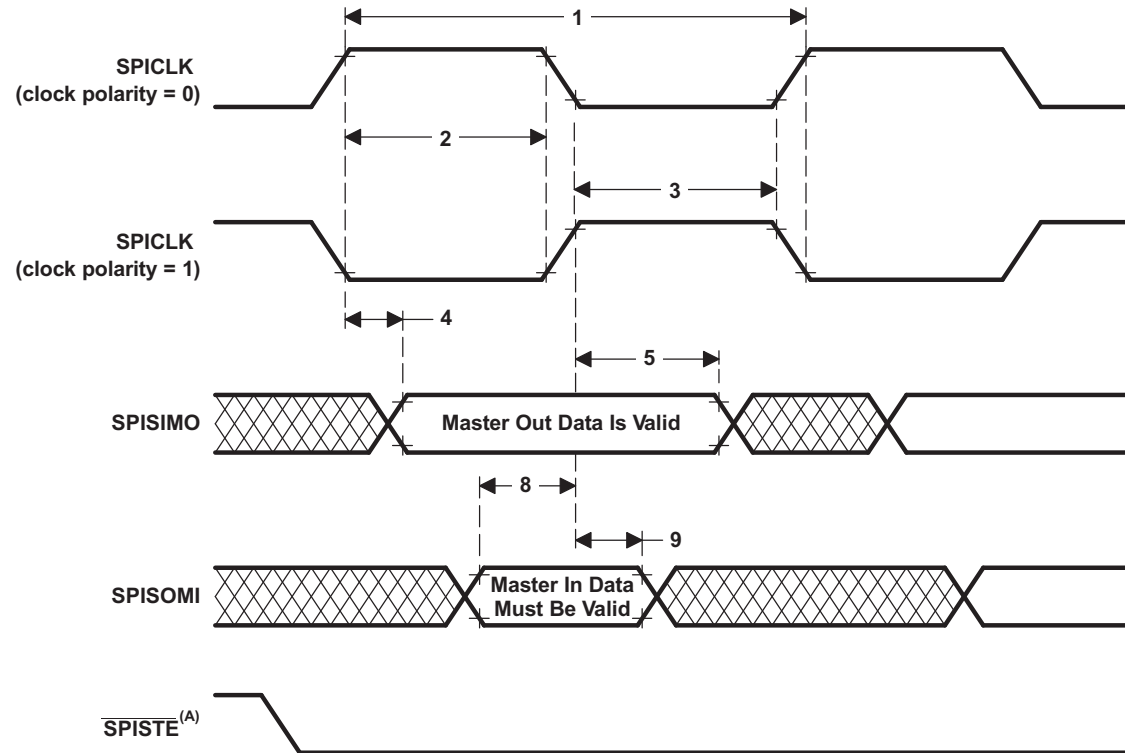 1
SPICLK
(clock polarity = 0)
2
3
SPICLK
(clock polarity = 1)
4
5
SPISIMO
Master Out Data Is Valid
8
9
SPISOMI
Master In Data
Must Be Valid
SPISTE(A)